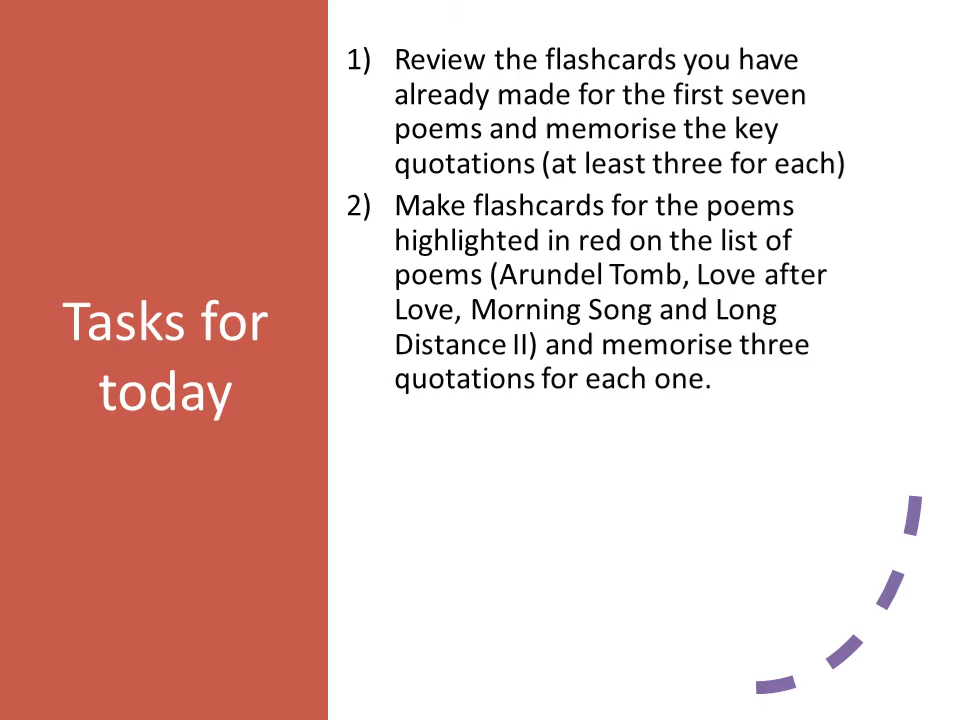 Tasks for
today
1) Review the flashcards you have
already made for the first seven
poems and memorise the key
quotations (at least three for each)
2) Make flashcards for the poems
highlighted in red on the list of
poems (Arundel Tomb, Love after
Love, Morning Song and Long
Distance II) and memorise three
quotations for each one.